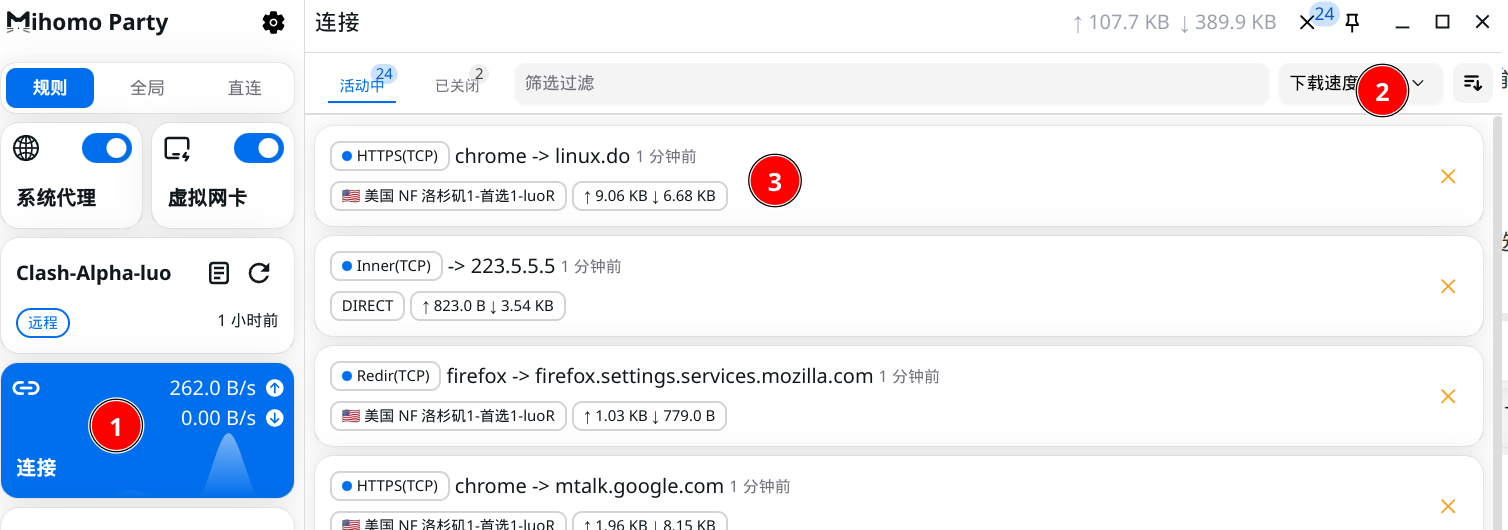 Mihomo Party
规则 全局 直连
系统代理 虚拟网卡
Clash-Alpha-luo
远程 1 小时前
262.0 B/s
0.00 B/s
1
连接
连接 ↑ 107.7 KB ↓ 389.9 KB 24
活动中 24 已关闭 2 筛选过滤 下载速度 2
HTTPS(TCP) chrome -> linux.do 1 分钟前
🇺🇸 美国 NF 洛杉矶1-首选1-luoR ↑ 9.06 KB ↓ 6.68 KB 3
Inner(TCP) -> 223.5.5.5 1 分钟前
DIRECT ↑ 823.0 B ↓ 3.54 KB
Redir(TCP) firefox -> firefox.settings.services.mozilla.com 1 分钟前
🇺🇸 美国 NF 洛杉矶1-首选1-luoR ↑ 1.03 KB ↓ 779.0 B
HTTPS(TCP) chrome -> mtalk.google.com 1 分钟前
🇺🇸 美国 NF 洛杉矶1-首选1-luoR ↑ 1.96 KB ↓ 8.15 KB